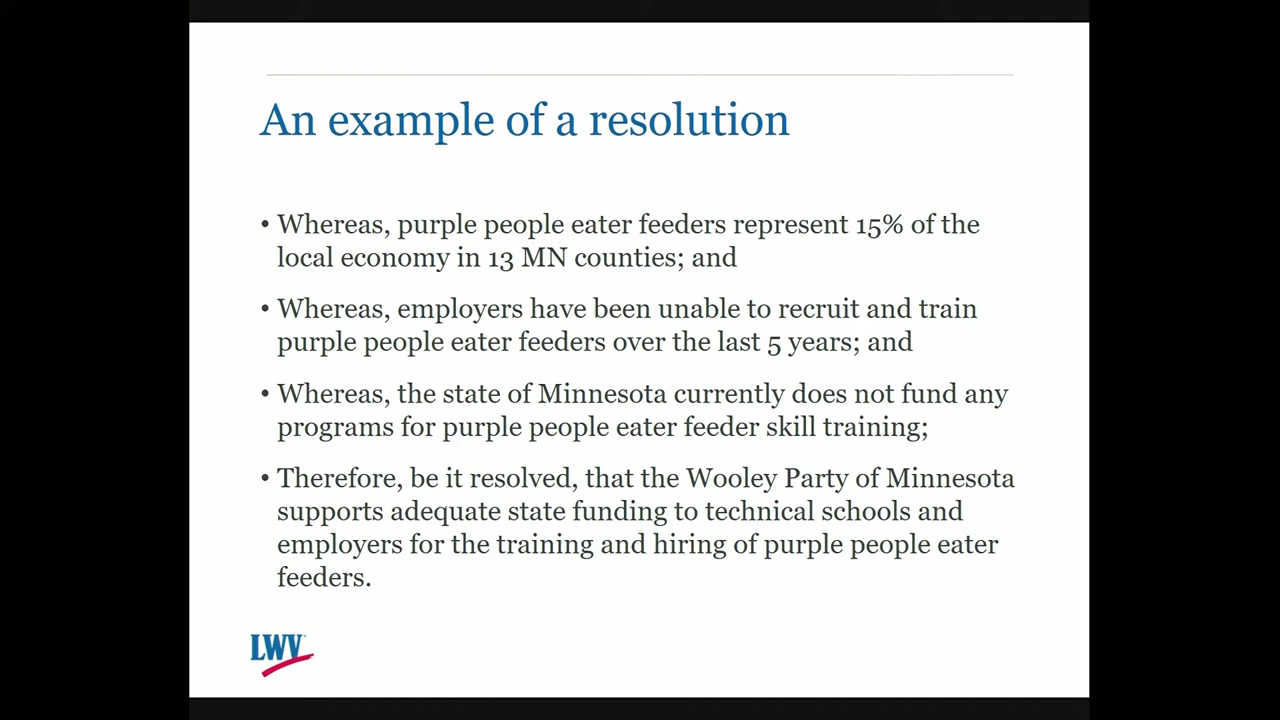 An example of a resolution
• Whereas, purple people eater feeders represent 15% of the
local economy in 13 MN counties; and
• Whereas, employers have been unable to recruit and train
purple people eater feeders over the last 5 years; and
• Whereas, the state of Minnesota currently does not fund any
programs for purple people eater feeder skill training;
• Therefore, be it resolved, that the Wooley Party of Minnesota
supports adequate state funding to technical schools and
employers for the training and hiring of purple people eater
feeders.
LWV